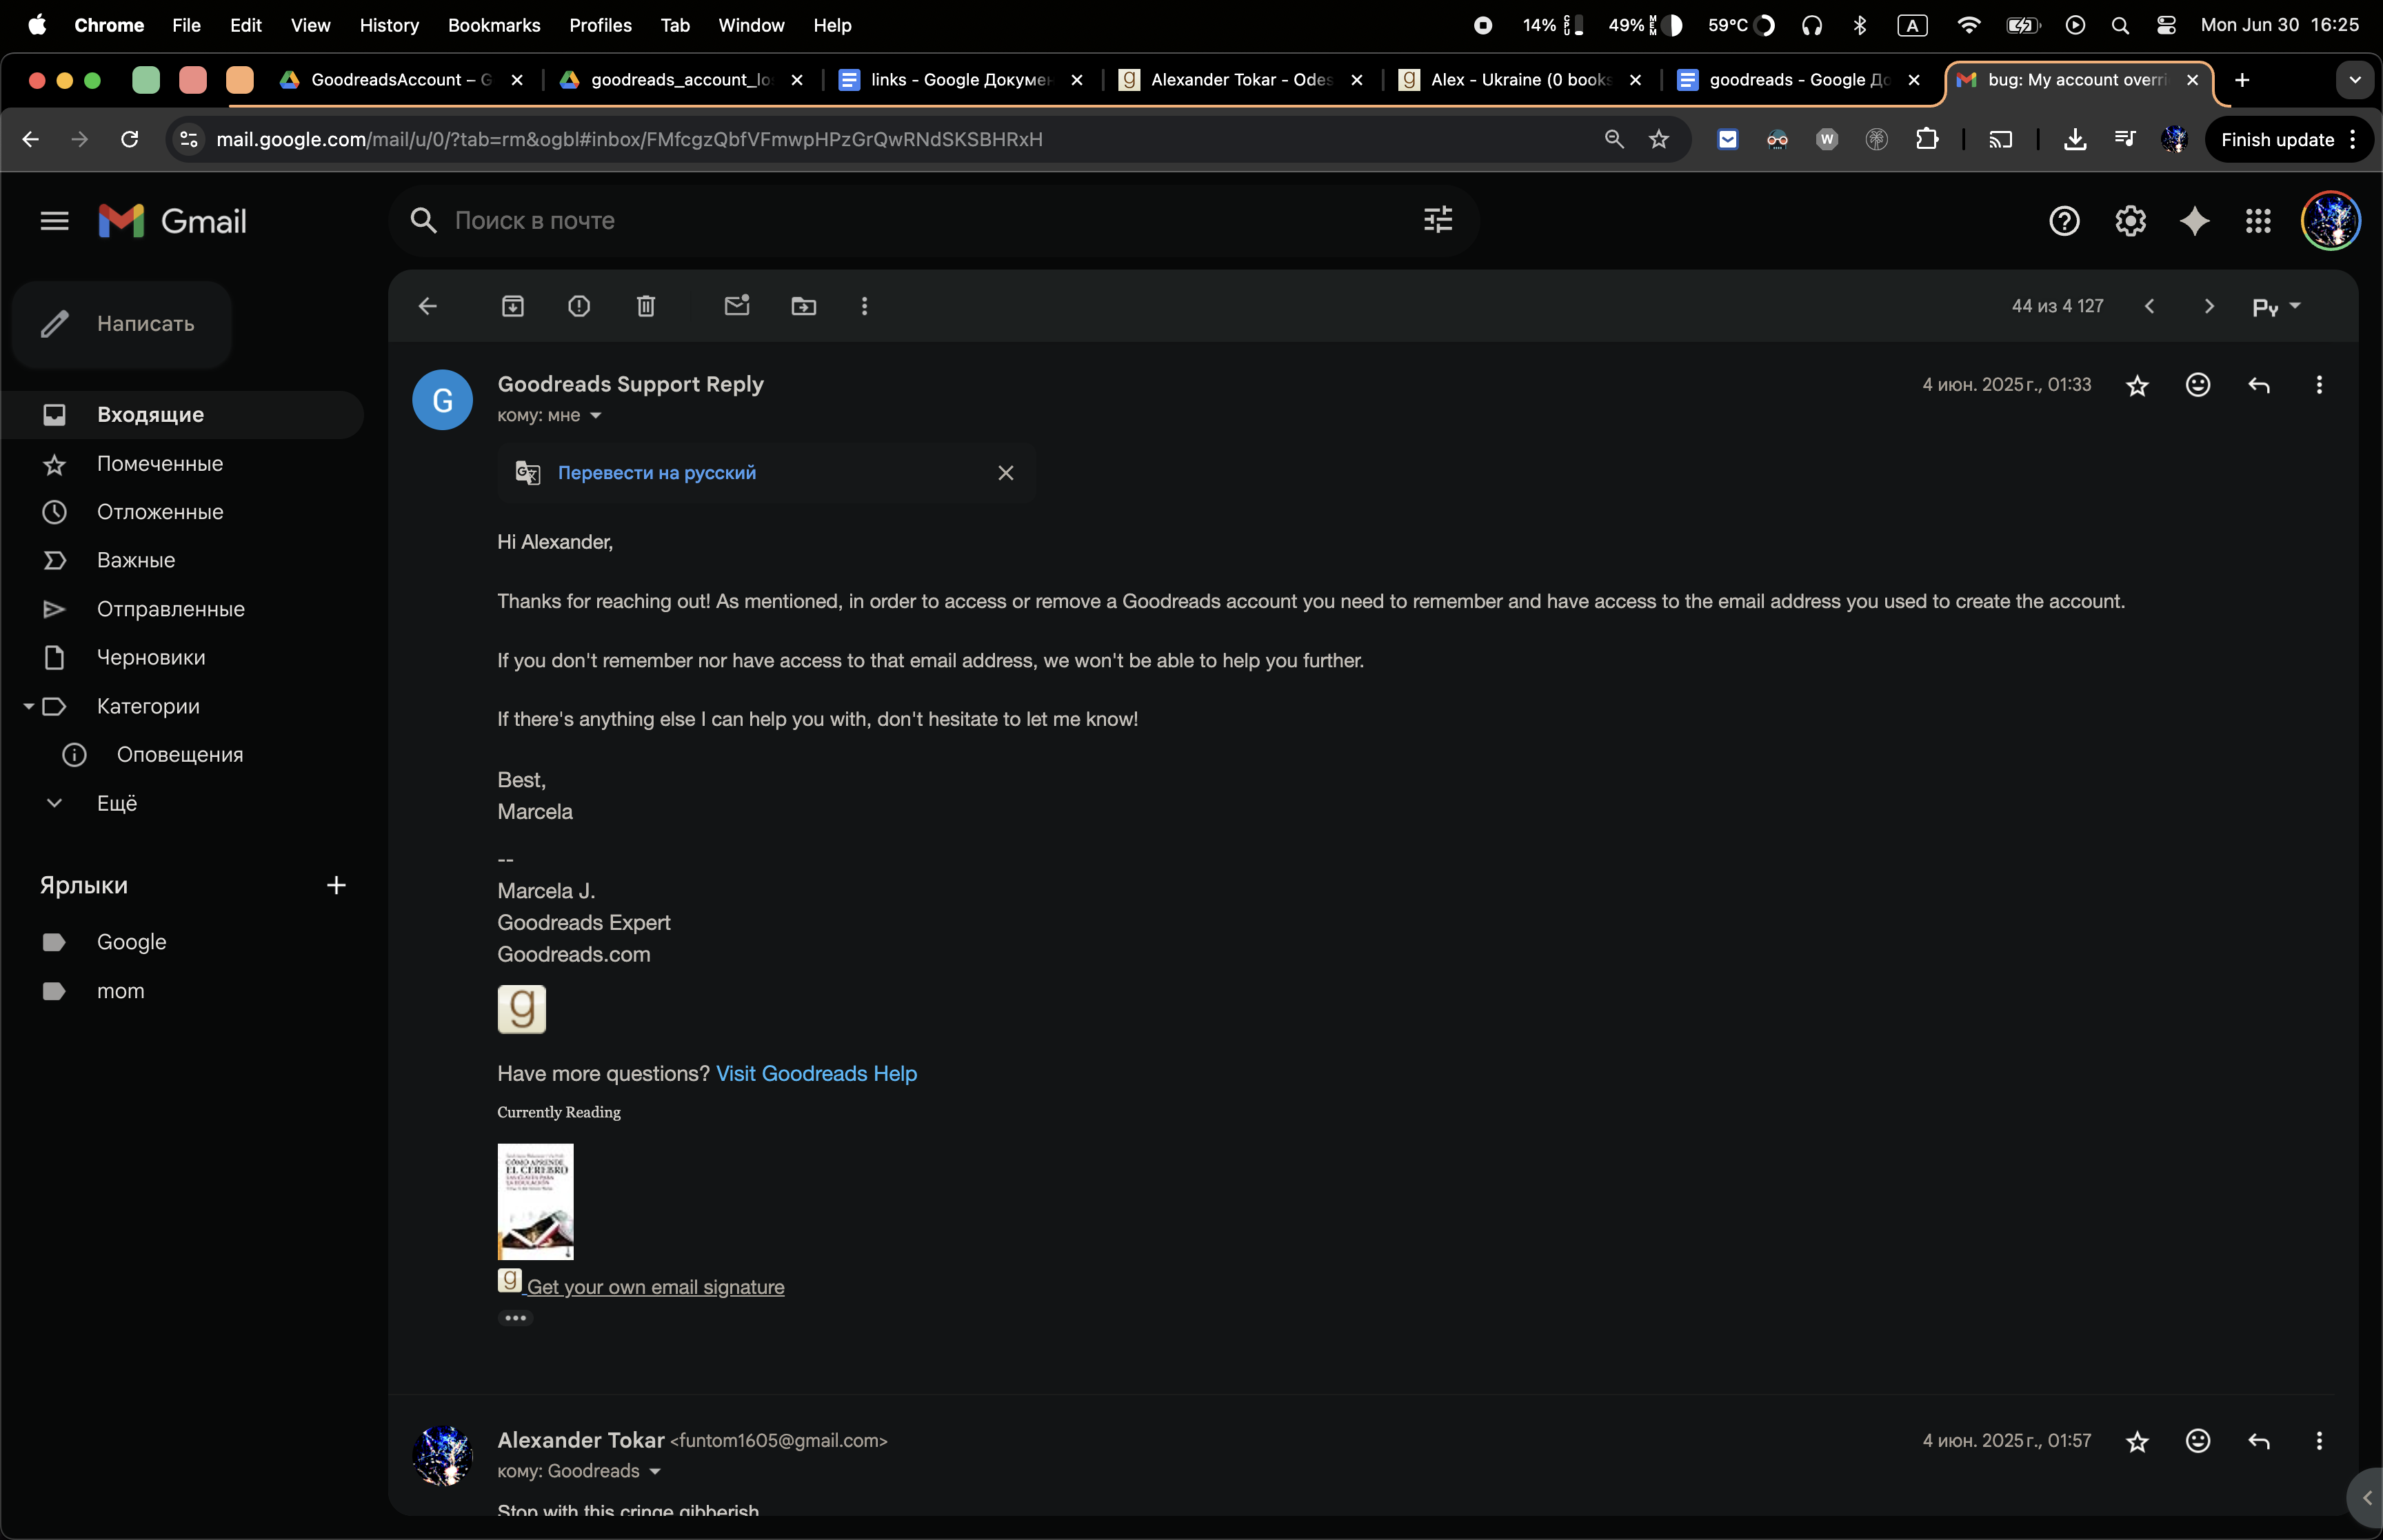 Chrome File Edit View History Bookmarks Profiles Tab Window Help 14% CPU 49% MEM 59°C A Mon Jun 30 16:25
GoodreadsAccount – G goodreads_account_lo links - Google Докумен Alexander Tokar - Odes Alex - Ukraine (0 books goodreads - Google До bug: My account overri
mail.google.com/mail/u/0/?tab=rm&ogbl#inbox/FMfcgzQbfVFmwpHPzGrQwRNdSKSBHRxH W Finish update
Gmail
Поиск в почте
Написать
44 из 4 127
Ру
Входящие
Помеченные
Отложенные
Важные
Отправленные
Черновики
Категории
Оповещения
Ещё
Ярлыки
Google
mom
G
Goodreads Support Reply
4 июн. 2025 г., 01:33
кому: мне
Перевести на русский
Hi Alexander,
Thanks for reaching out! As mentioned, in order to access or remove a Goodreads account you need to remember and have access to the email address you used to create the account.
If you don't remember nor have access to that email address, we won't be able to help you further.
If there's anything else I can help you with, don't hesitate to let me know!
Best,
Marcela
--
Marcela J.
Goodreads Expert
Goodreads.com
g
Have more questions? Visit Goodreads Help
Currently Reading
CÓMO APRENDE
EL CEREBRO
LAS CLAVES PARA
LA EDUCACIÓN
g Get your own email signature
Alexander Tokar <funtom1605@gmail.com>
4 июн. 2025 г., 01:57
кому: Goodreads
Stop with this cringe gibberish